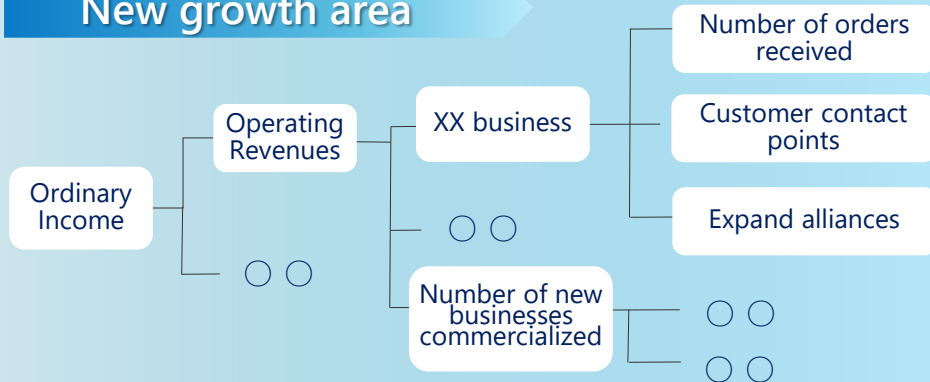 New growth area
Number of orders
received
Operating
Revenues
XX business
Customer contact
points
Ordinary
Income
Expand alliances
○ ○
○ ○
Number of new
businesses
commercialized
○ ○
○ ○